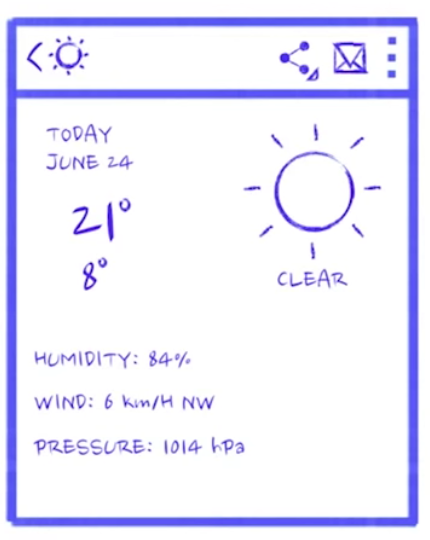 TODAY
JUNE 24
21°
8°
CLEAR
HUMIDITY: 84%
WIND: 6 km/H NW
PRESSURE: 1014 hPa